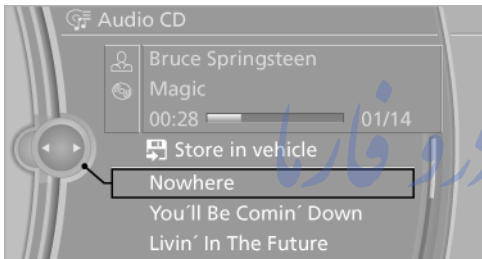 Audio CD
Bruce Springsteen
Magic
00:28 01/14
Store in vehicle
Nowhere
You´ll Be Comin´ Down
Livin´ In The Future